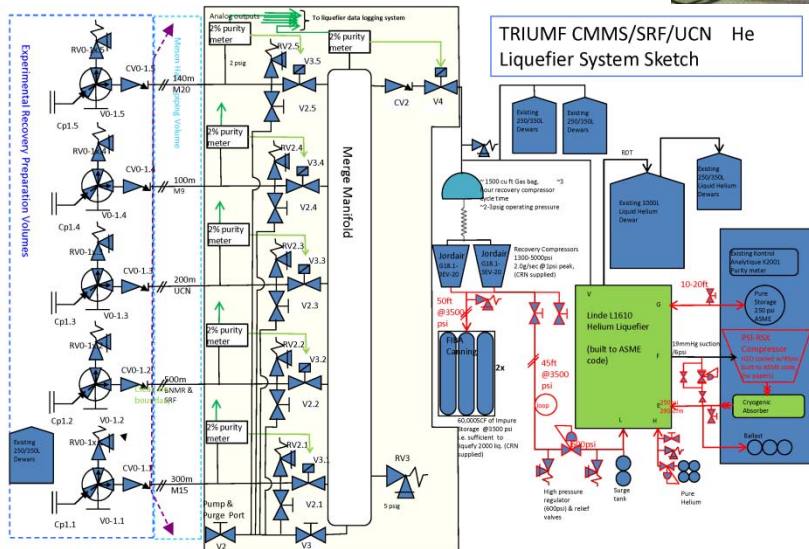 TRIUMF CMMS/SRF/UCN He
Liquefier System Sketch
Analog outputs
To liquefier data logging system
2% purity
meter
2% purity
meter
2 psig
RV2.5
V3.5
V2.5
CV2
V4
Experimental Recovery Preparation Volumes
CV0-1.5
140m
M20
V0-1.5
Cp1.5
2% purity
meter
RV2.4
V3.4
V2.4
CV0-1.4
100m
M9
V0-1.4
Cp1.4
2% purity
meter
V3.3
V2.3
CV0-1.3
200m
UCN
V0-1.3
Cp1.3
2% purity
meter
RV2.2
V3.2
V2.2
CV0-1.2
BNMR &
SRF
V0-1.2
Cp1.2
2% purity
meter
RV2.1
V3.1
V2.1
CV0-1.1
300m
M15
V0-1.1
Cp1.1
Existing
250/350L
Dewars
Merge Manifold
Pump &
Purge Port
V2
V3
RV3
5 psig
Existing
250/350L
Dewars
Existing
250/350L
Dewars
RDT
Existing 1000L
Liquid Helium
Dewar
Existing
250/350L
Liquid Helium
Dewars
~1500 cu ft Gas bag, ~3
hour recovery compressor
cycle time
~2-3psig operating pressure
Jordair
Jordair
Recovery Compressors
1300-5000psi
2.0g/sec @1psi peak,
(CRN supplied)
50ft
@3500
psi
2x
60,000SCF of Impure
Storage @3500 psi
i.e. sufficient to
liquefy 2000 liq. (CRN
supplied)
45ft
@3500
psi
loop
High pressure
regulator
(600psi) & relief
valves
Surge
tank
Pure Helium
Linde L1610
Helium Liquefier
(built to ASME
code)
V
G
F
E
L
H
10-20ft
Existing Kontrol
Analytique K2001
Purity meter
Pure
Storage
250 psi
ASME
19mmHg suction
/6psi
PSI-RSX
Compressor
Cryogenic
Absorber
Ballast